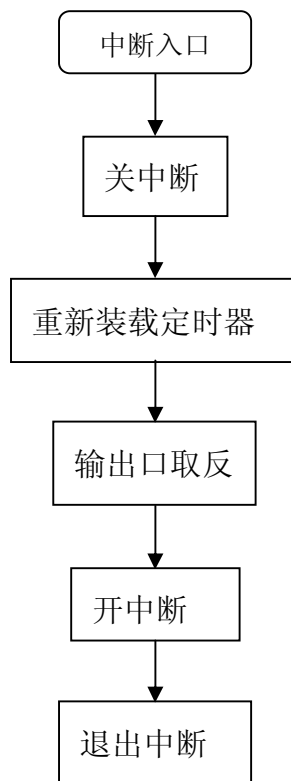 中断入口
关中断
重新装载定时器
输出口取反
开中断
退出中断